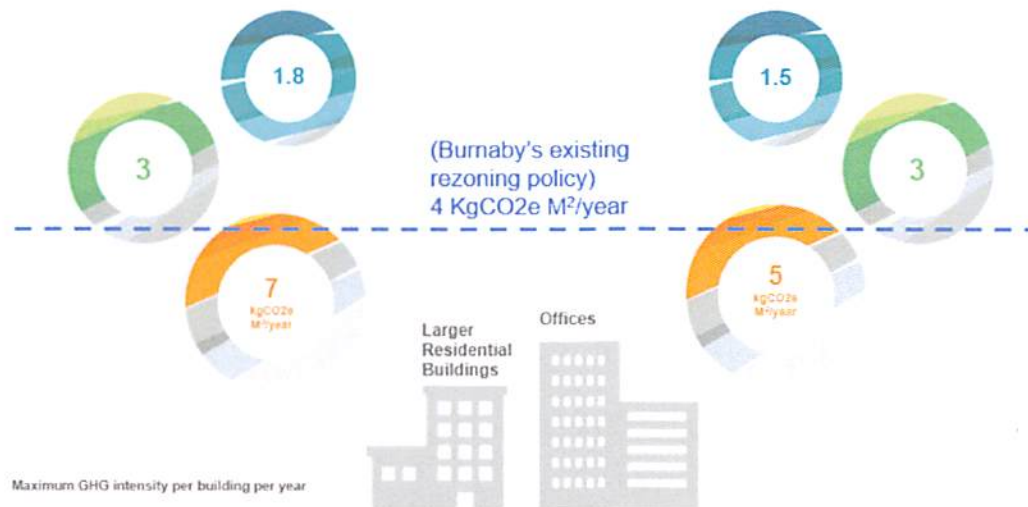 1.8
1.5
3
(Burnaby's existing
rezoning policy)
4 KgCO2e M²/year
3
7
kgCO2e
M²/year
5
kgCO2e
M²/year
Larger
Residential
Buildings
Offices
Maximum GHG intensity per building per year